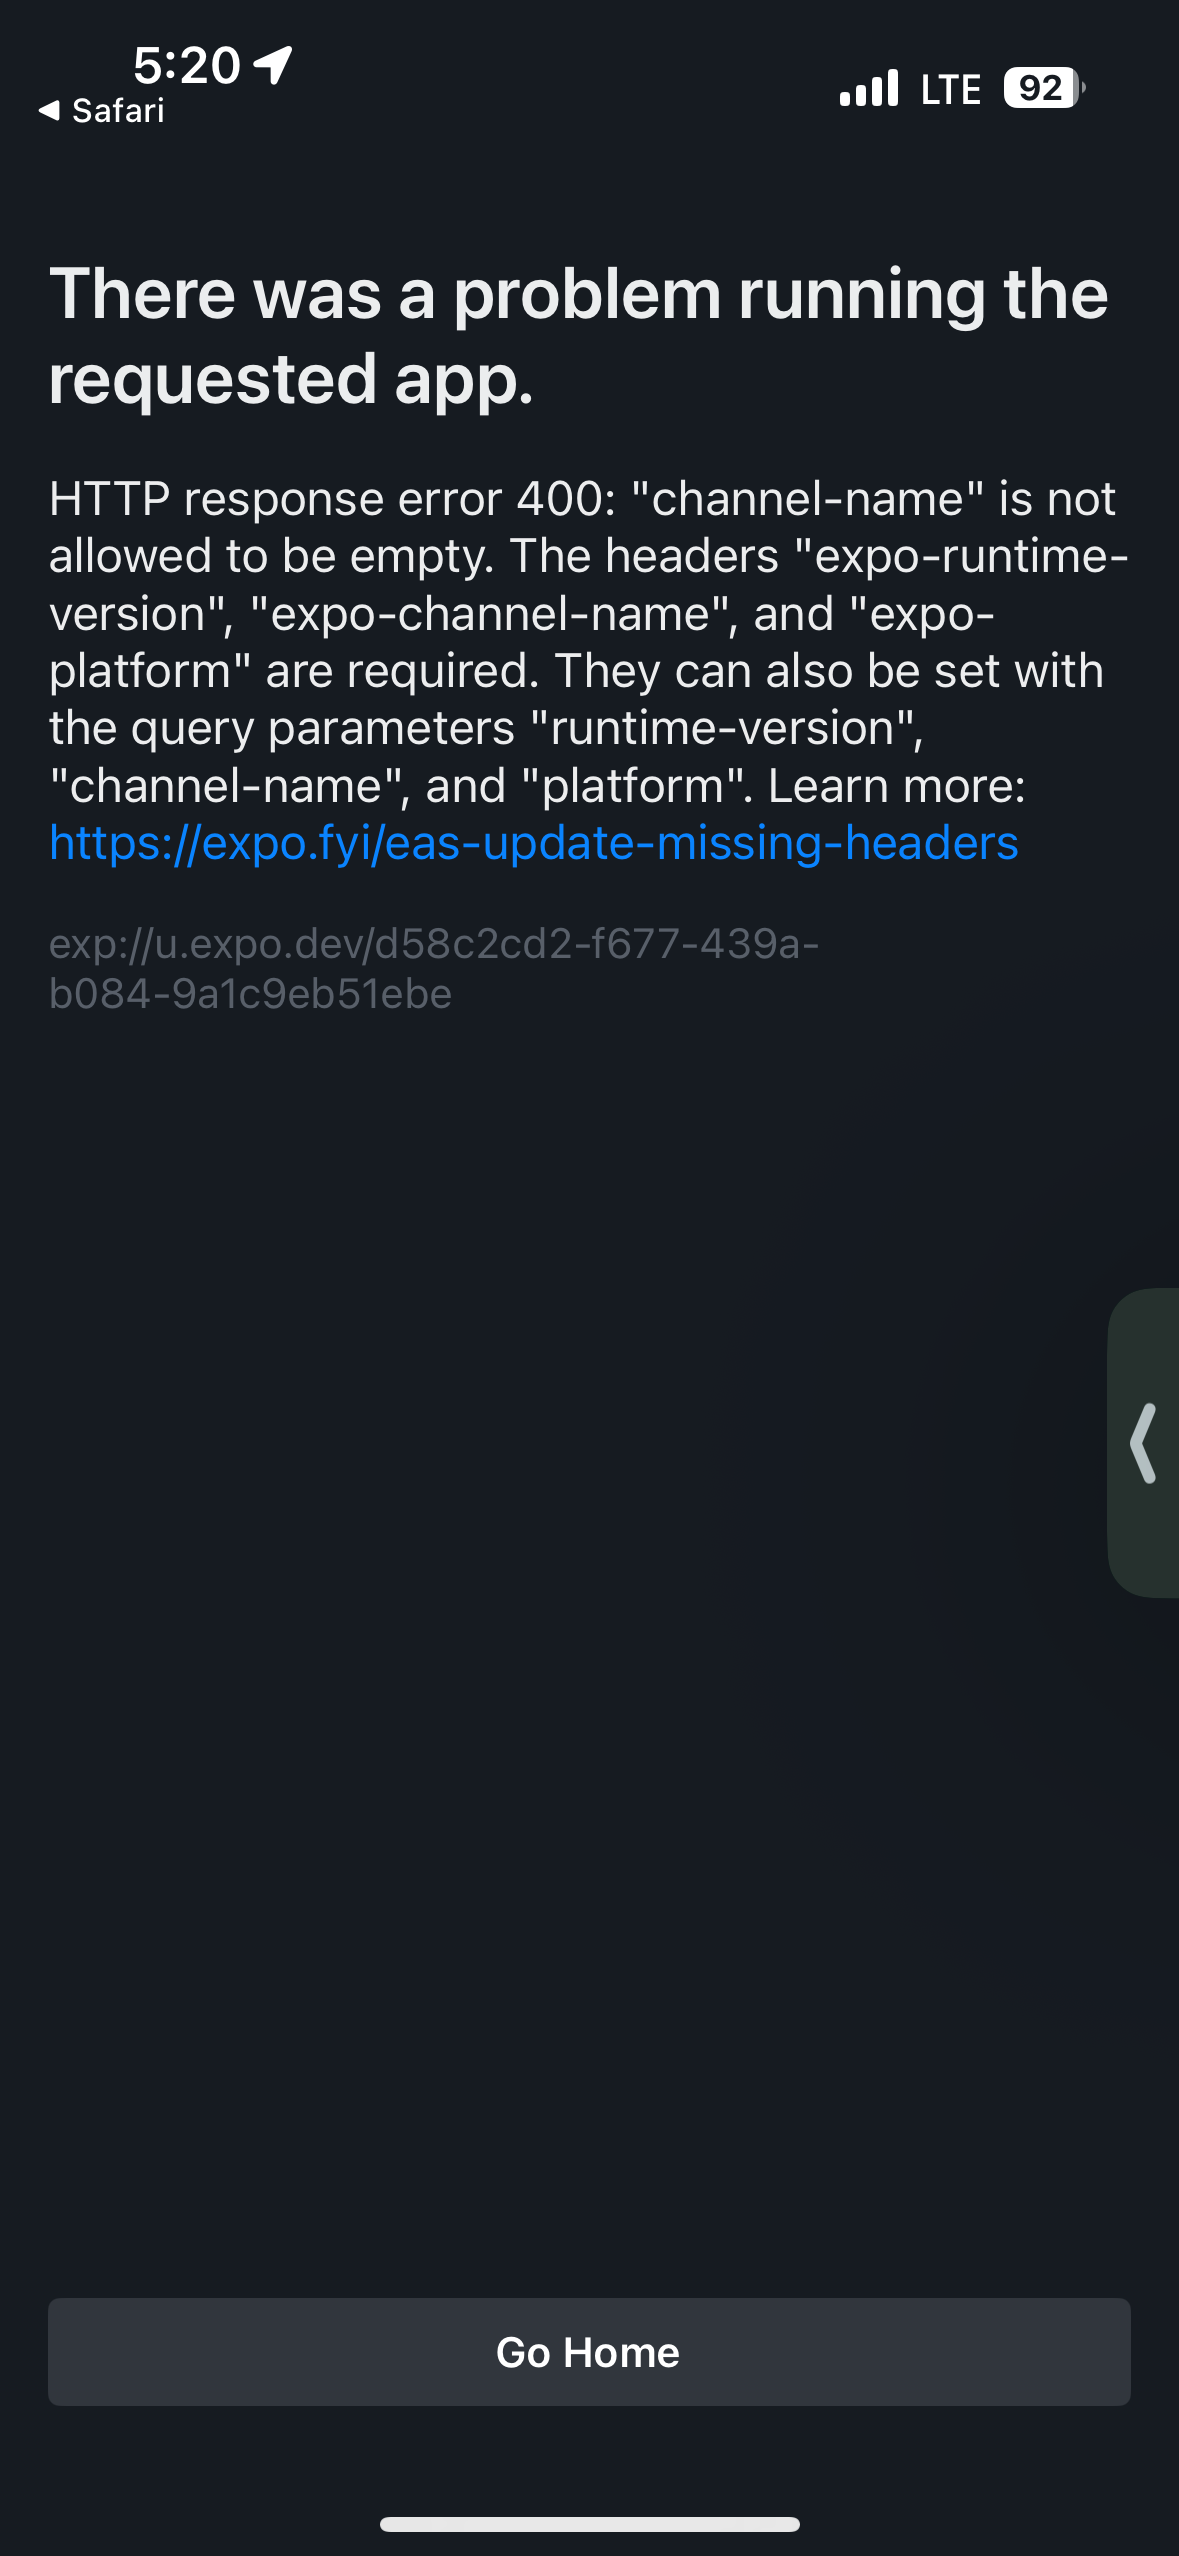 5:20
Safari
LTE
92
There was a problem running the
requested app.
HTTP response error 400: "channel-name" is not
allowed to be empty. The headers "expo-runtime-
version", "expo-channel-name", and "expo-
platform" are required. They can also be set with
the query parameters "runtime-version",
"channel-name", and "platform". Learn more:
https://expo.fyi/eas-update-missing-headers
exp://u.expo.dev/d58c2cd2-f677-439a-
b084-9a1c9eb51ebe
Go Home